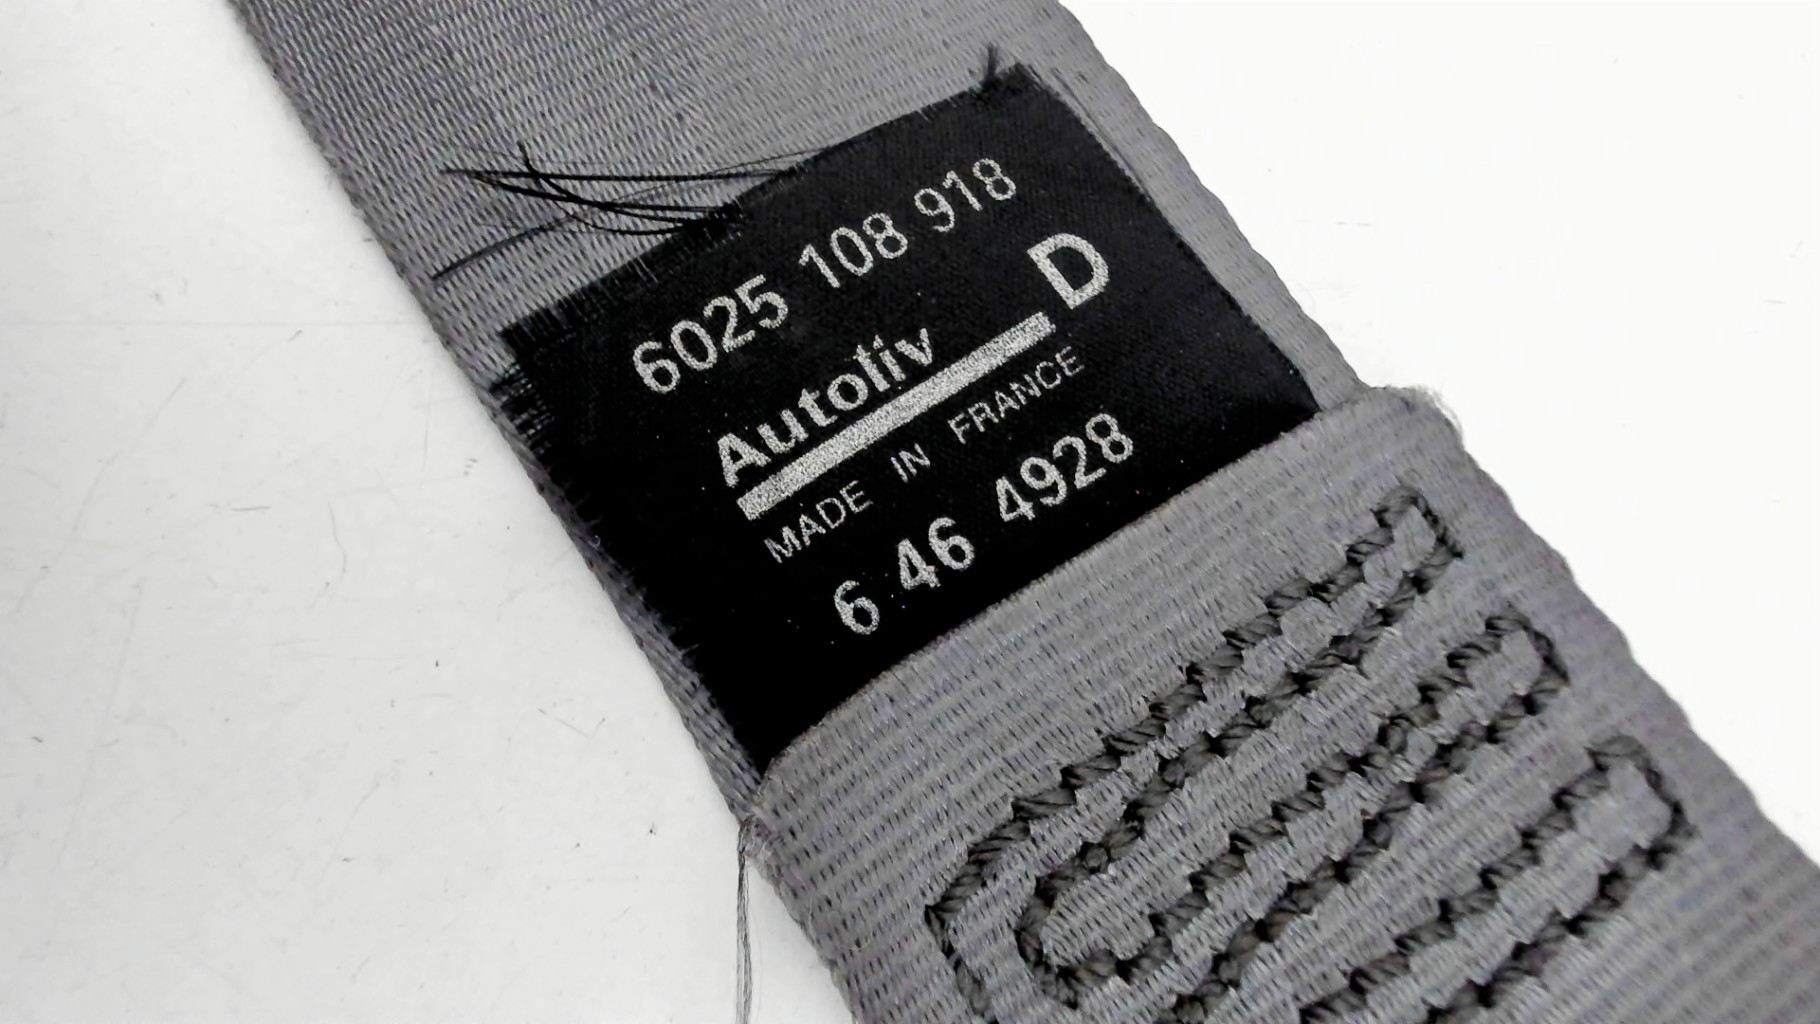 6025 108 918
Autoliv D
MADE IN FRANCE
6 46 4928